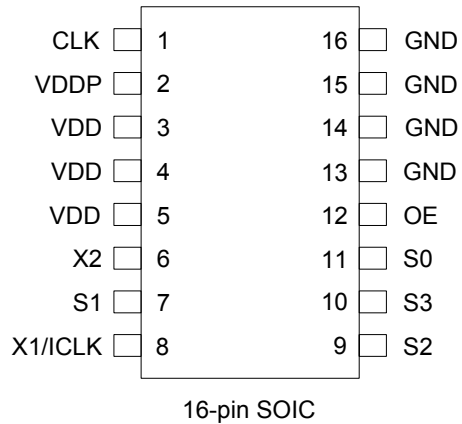 CLK 1 16 GND
VDDP 2 15 GND
VDD 3 14 GND
VDD 4 13 GND
VDD 5 12 OE
X2 6 11 S0
S1 7 10 S3
X1/ICLK 8 9 S2
16-pin SOIC